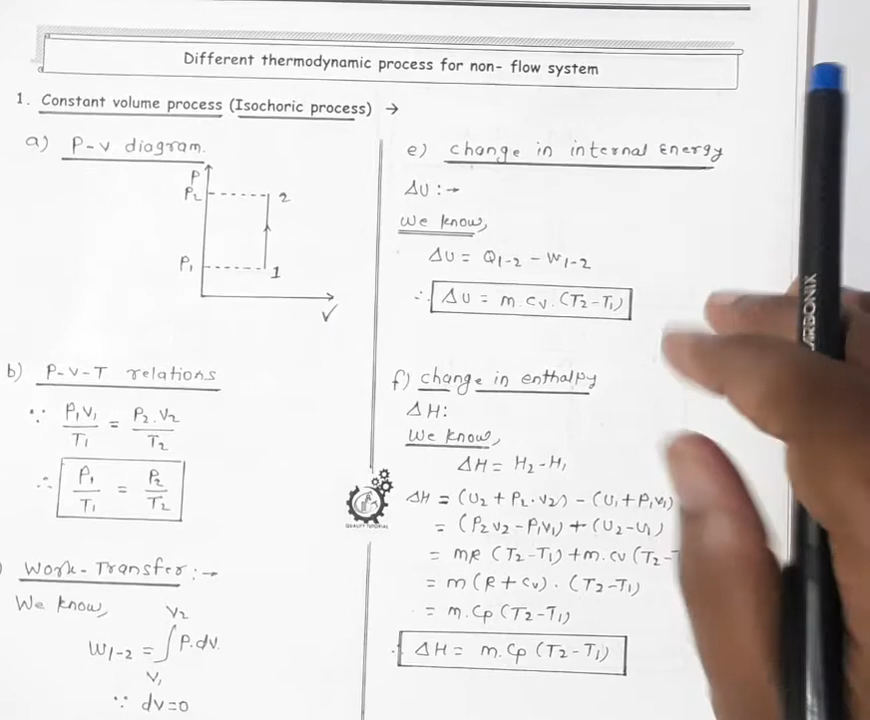 Different thermodynamic process for non- flow system
1. Constant volume process (Isochoric process) →
a) P-V diagram.
P
P2
2
P1
1
V
b) P-V-T relations
∵ P1V1/T1 = P2.V2/T2
∴ P1/T1 = P2/T2
) Work-Transfer :→
We know,
W1-2 = ∫V1V2 P.dv.
∵ dv=0
e) change in internal Energy
ΔU :→
We know,
ΔU = Q1-2 - W1-2
∴ ΔU = m.Cv.(T2-T1)
f) change in enthalpy
ΔH:
We know,
ΔH = H2-H1
ΔH = (U2 + P2.V2) - (U1+P1V1)
= (P2V2-P1V1) + (U2-U1)
= mR (T2-T1)+m.cv(T2-T
= m(R+Cv).(T2-T1)
= m.Cp(T2-T1)
∴ ΔH = m.Cp (T2-T1)
QUALITY TUTORIAL
CARBONIX